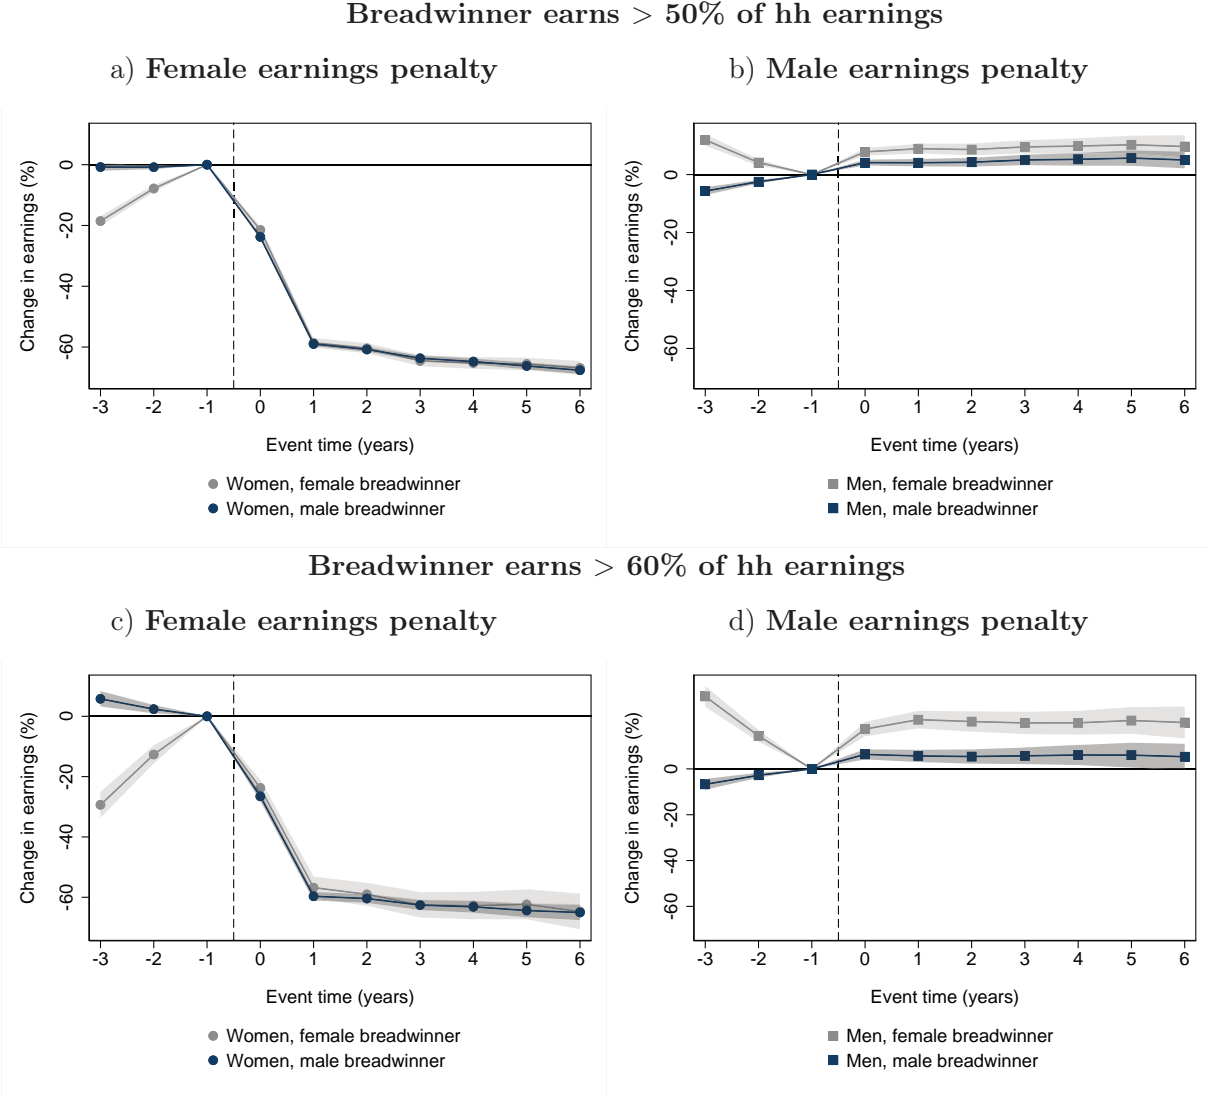 Breadwinner earns > 50% of hh earnings
a) Female earnings penalty
b) Male earnings penalty
Change in earnings (%)
0
-20
-40
-60
-3 -2 -1 0 1 2 3 4 5 6
Event time (years)
Women, female breadwinner
Women, male breadwinner
Change in earnings (%)
0
-20
-40
-60
-3 -2 -1 0 1 2 3 4 5 6
Event time (years)
Men, female breadwinner
Men, male breadwinner
Breadwinner earns > 60% of hh earnings
c) Female earnings penalty
d) Male earnings penalty
Change in earnings (%)
0
-20
-40
-60
-3 -2 -1 0 1 2 3 4 5 6
Event time (years)
Women, female breadwinner
Women, male breadwinner
Change in earnings (%)
0
-20
-40
-60
-3 -2 -1 0 1 2 3 4 5 6
Event time (years)
Men, female breadwinner
Men, male breadwinner